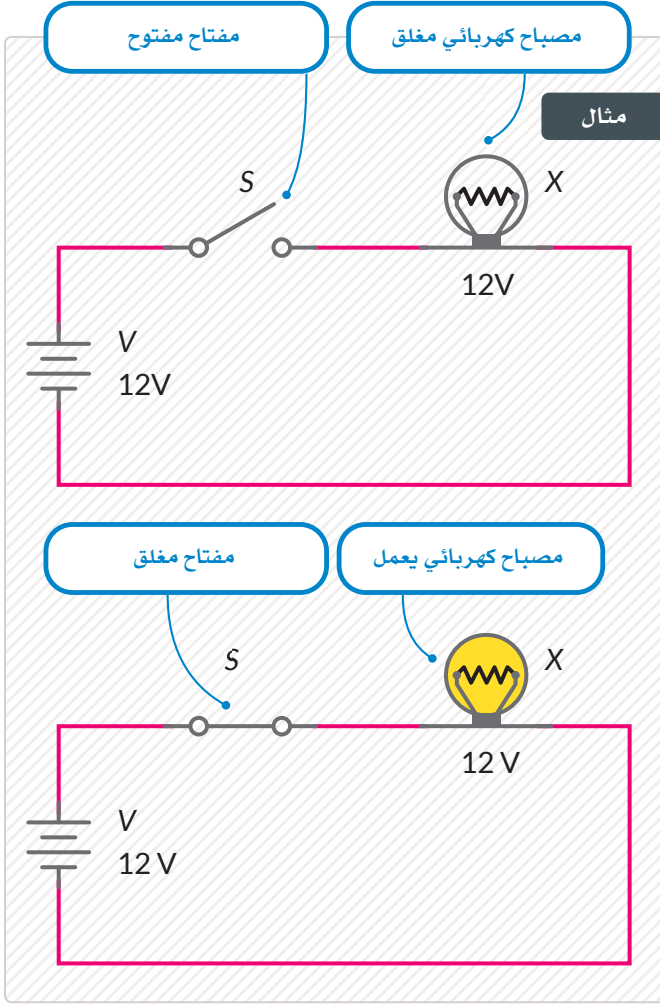 مصباح كهربائي مغلق
مفتاح مفتوح
مثال
S
X
12V
V
12V
مصباح كهربائي يعمل
مفتاح مغلق
S
X
12 V
V
12 V